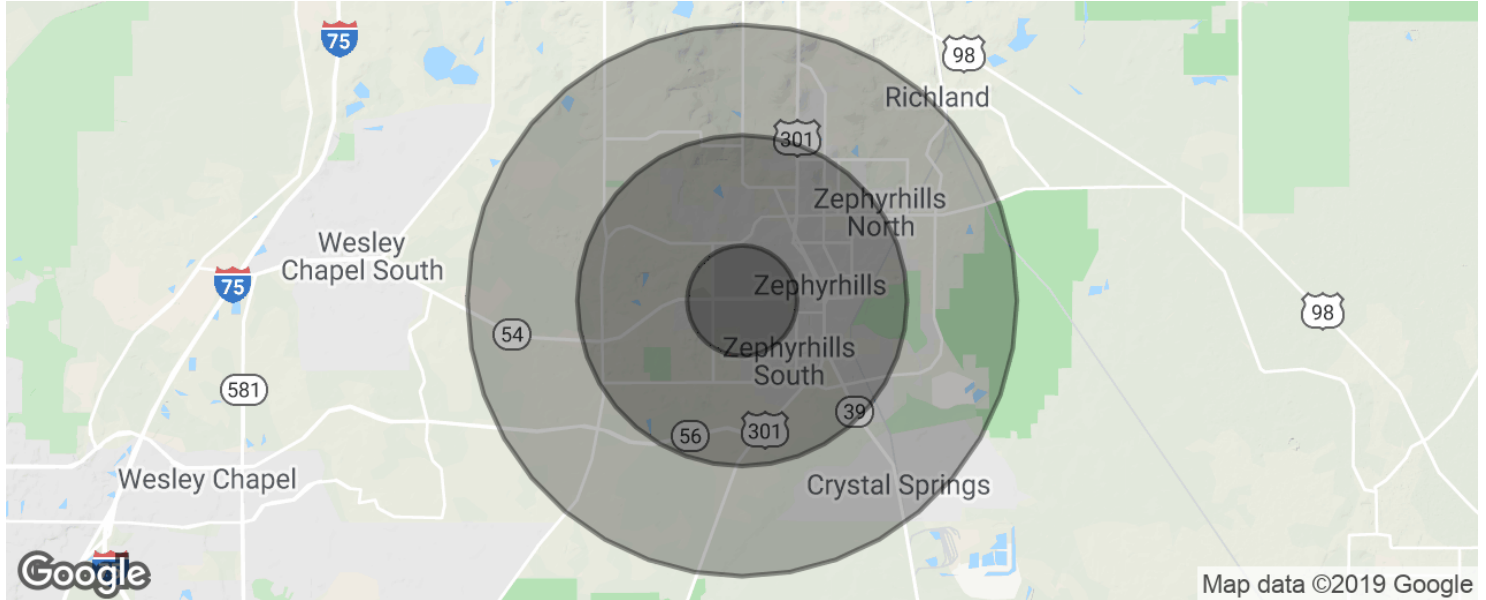 75
98
Richland
301
Zephyrhills
North
Wesley
Chapel South
75
Zephyrhills
98
54
Zephyrhills
South
581
39
56
301
Wesley Chapel
Crystal Springs
Google
Map data ©2019 Google